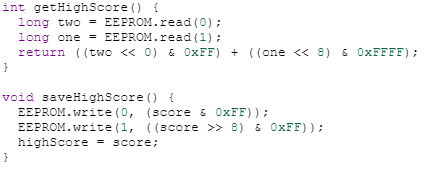 int getHighScore() {
  long two = EEPROM.read(0);
  long one = EEPROM.read(1);
  return ((two << 0) & 0xFF) + ((one << 8) & 0xFFFF);
}

void saveHighScore() {
  EEPROM.write(0, (score & 0xFF));
  EEPROM.write(1, ((score >> 8) & 0xFF));
  highScore = score;
}